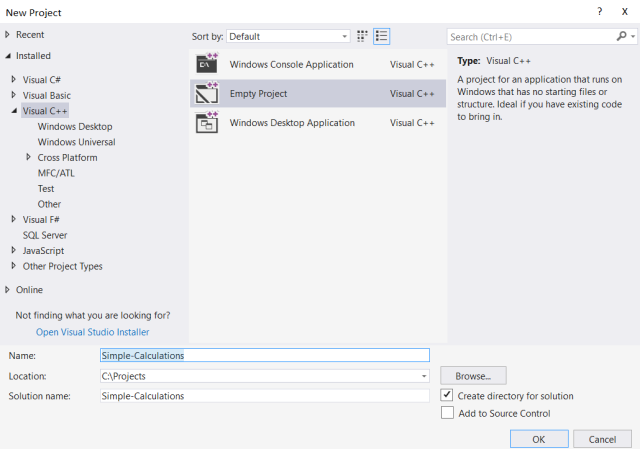 New Project
? X
Recent
Installed
Visual C#
Visual Basic
Visual C++
Windows Desktop
Windows Universal
Cross Platform
MFC/ATL
Test
Other
Visual F#
SQL Server
JavaScript
Other Project Types
Online
Not finding what you are looking for?
Open Visual Studio Installer
Sort by: Default
Windows Console Application Visual C++
Empty Project Visual C++
Windows Desktop Application Visual C++
Search (Ctrl+E)
Type: Visual C++
A project for an application that runs on
Windows that has no starting files or
structure. Ideal if you have existing code
to bring in.
Name: Simple-Calculations
Location: C:\Projects
Browse...
Solution name: Simple-Calculations
Create directory for solution
Add to Source Control
OK Cancel